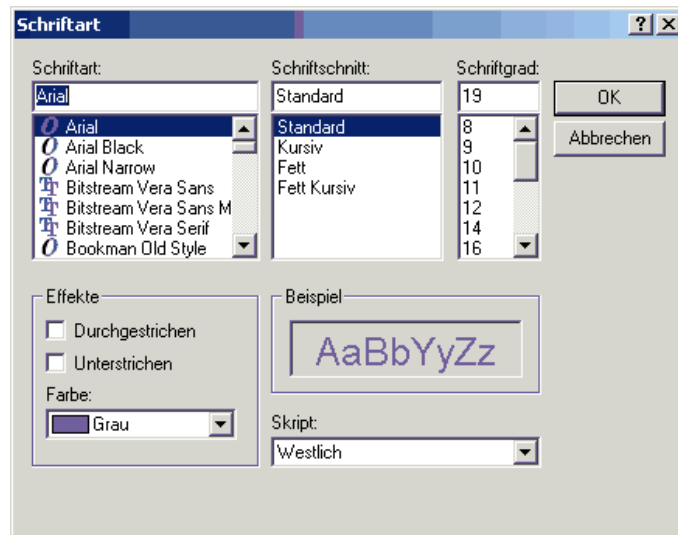 Schriftart
Schriftart:
Arial
Arial
Arial Black
Arial Narrow
Bitstream Vera Sans
Bitstream Vera Sans M
Bitstream Vera Serif
Bookman Old Style
Schriftschnitt:
Standard
Standard
Kursiv
Fett
Fett Kursiv
Schriftgrad:
19
8
9
10
11
12
14
16
OK
Abbrechen
Effekte
Durchgestrichen
Unterstrichen
Farbe:
Grau
Beispiel
AaBbYyZz
Skript:
Westlich